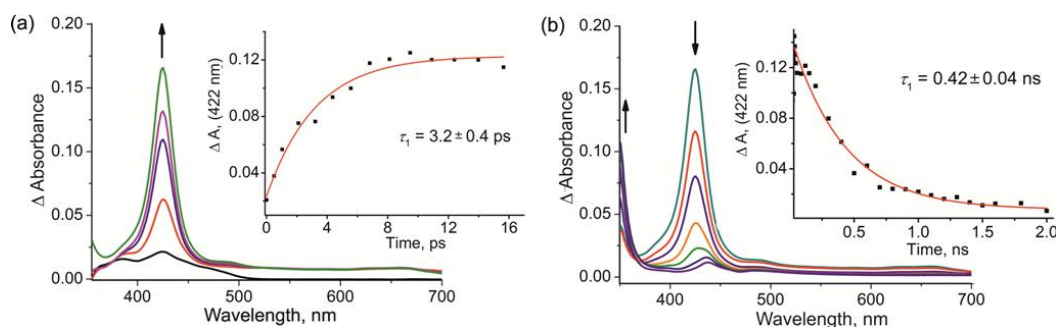 (a)
0.20
0.15
0.10
0.05
0.00
Δ Absorbance
400
500
600
700
Wavelength, nm
0.12
0.08
0.04
Δ A, (422 nm)
τ1 = 3.2 ± 0.4 ps
0
4
8
12
16
Time, ps
(b)
0.20
0.15
0.10
0.05
0.00
Δ Absorbance
400
500
600
700
Wavelength, nm
0.12
0.08
0.04
Δ A, (422 nm)
τ1 = 0.42 ± 0.04 ns
0.5
1.0
1.5
2.0
Time, ns